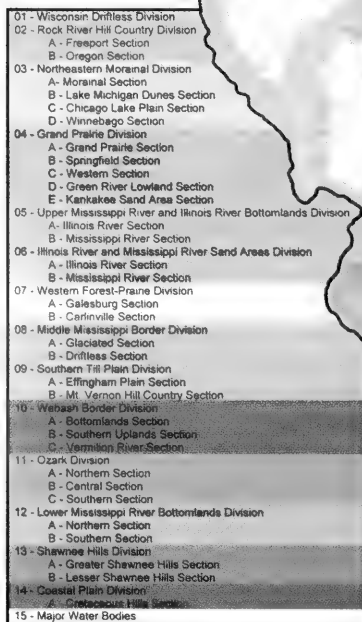 01 - Wisconsin Driftless Division
02 - Rock River Hill Country Division
A - Freeport Section
B - Oregon Section
03 - Northeastern Morainal Division
A- Morainal Section
B - Lake Michigan Dunes Section
C - Chicago Lake Plain Section
D - Winnebago Section
04 - Grand Prairie Division
A - Grand Prairie Section
B - Springfield Section
C - Western Section
D - Green River Lowland Section
E - Kankakee Sand Area Section
05 - Upper Mississippi River and Illinois River Bottomlands Division
A- Illinois River Section
B - Mississippi River Section
06 - Illinois River and Mississippi River Sand Areas Division
A - Illinois River Section
B - Mississippi River Section
07 - Western Forest-Prairie Division
A - Galesburg Section
B - Carlinville Section
08 - Middle Mississippi Border Division
A - Glaciated Section
B - Driftless Section
09 - Southern Till Plain Division
A - Effingham Plain Section
B - Mt. Vernon Hill Country Section
10 - Wabash Border Division
A - Bottomlands Section
B - Southern Uplands Section
C - Vermilion River Section
11 - Ozark Division
A - Northern Section
B - Central Section
C - Southern Section
12 - Lower Mississippi River Bottomlands Division
A - Northern Section
B - Southern Section
13 - Shawnee Hills Division
A - Greater Shawnee Hills Section
B - Lesser Shawnee Hills Section
14 - Coastal Plain Division
A - Cretaceous Hills Section
15 - Major Water Bodies